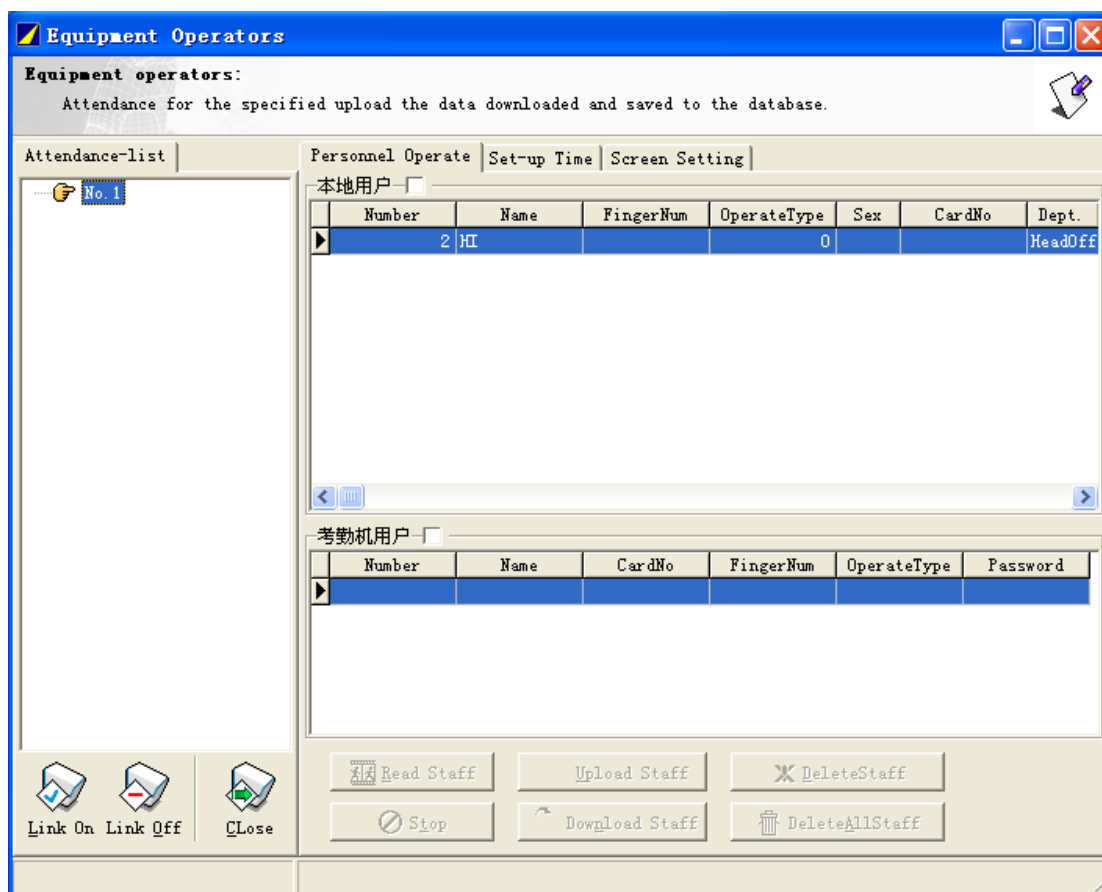 Equipment Operators
Equipment operators:
Attendance for the specified upload the data downloaded and saved to the database.
Attendance-list
No. 1
Personnel Operate Set-up Time Screen Setting
本地用户
Number Name FingerNum OperateType Sex CardNo Dept.
2 HI 0 HeadOff
考勤机用户
Number Name CardNo FingerNum OperateType Password
Read Staff Upload Staff DeleteStaff
Stop Download Staff DeleteAllStaff
Link On Link Off CLose